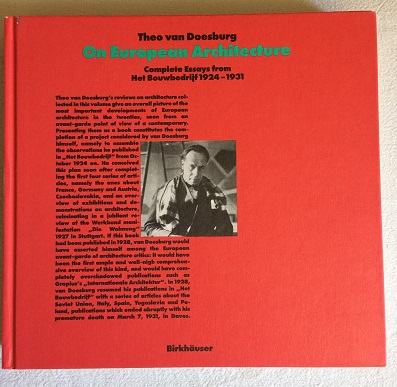 Theo van Doesburg
On European Architecture
Complete Essays from
Het Bouwbedrijf 1924–1931
Theo van Doesburg's reviews on architecture col-
lected in this volume give an overall picture of the
most important developments of European
architecture in the twenties, seen from an
avant-garde point of view of a contemporary.
Presenting them as a book constitutes the com-
pletion of a project considered by van Doesburg
himself, namely to assemble
the observations he published
in „Het Bouwbedrijf" from Oc-
tober 1924 on. He conceived
this plan soon after complet-
ing the first four series of arti-
cles, namely the ones about
France, Germany and Austria,
Czechoslovakia, and an over-
view of exhibitions and de-
monstrations on architecture,
culminating in a jubilant re-
view of the Werkbund mani-
festation „Die Wohnung"
1927 in Stuttgart. If this book
had been published in 1928, van Doesburg would
have asserted himself among the European
avant-garde of architecture critics: it would have
been the first ample and well-nigh comprehen-
sive overview of this kind, and would have com-
pletely overshadowed publications such as
Gropius's „Internationale Architektur". In 1928,
van Doesburg resumed his publications in „Het
Bouwbedrijf" with a series of articles about the
Soviet Union, Italy, Spain, Yugoslavia and Po-
land, publications which ended abruptly with his
premature death on March 7, 1931, in Davos.
Birkhäuser